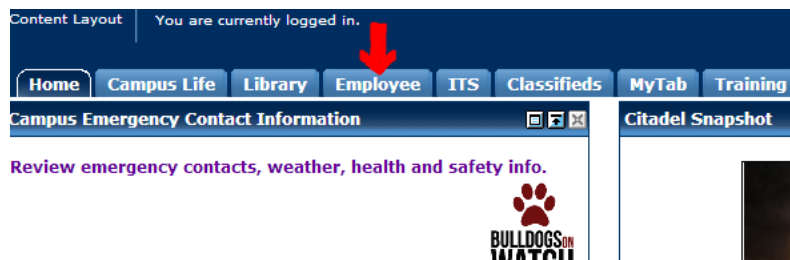 Content Layout
You are currently logged in.
Home
Campus Life
Library
Employee
ITS
Classifieds
MyTab
Training
Campus Emergency Contact Information
Citadel Snapshot
Review emergency contacts, weather, health and safety info.
BULLDOGS ON
WATCH